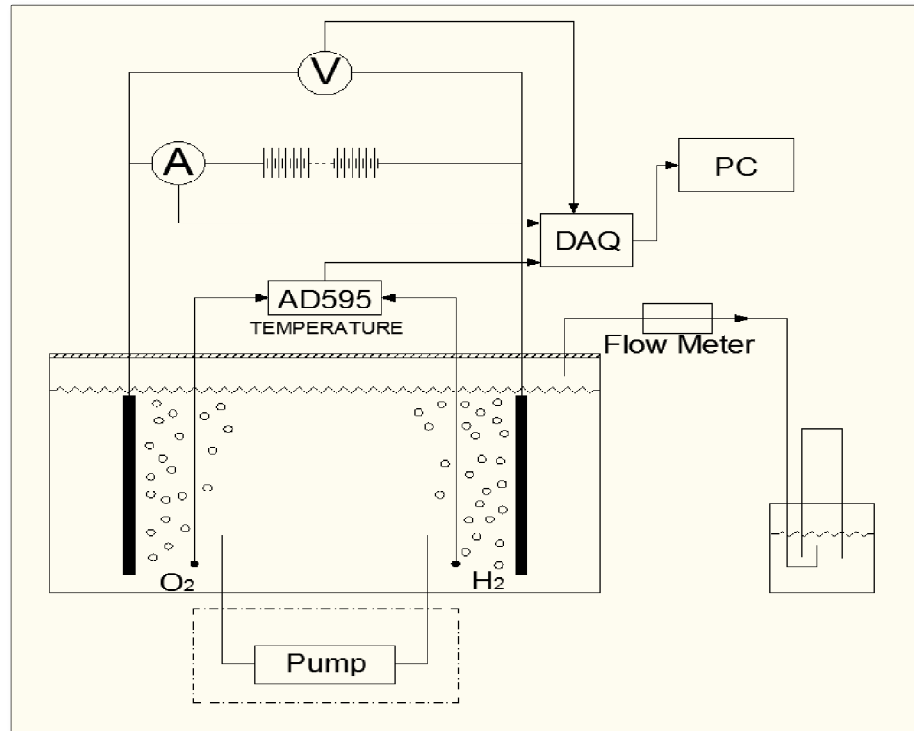 V
A
PC
DAQ
AD595
TEMPERATURE
Flow Meter
O2
H2
Pump